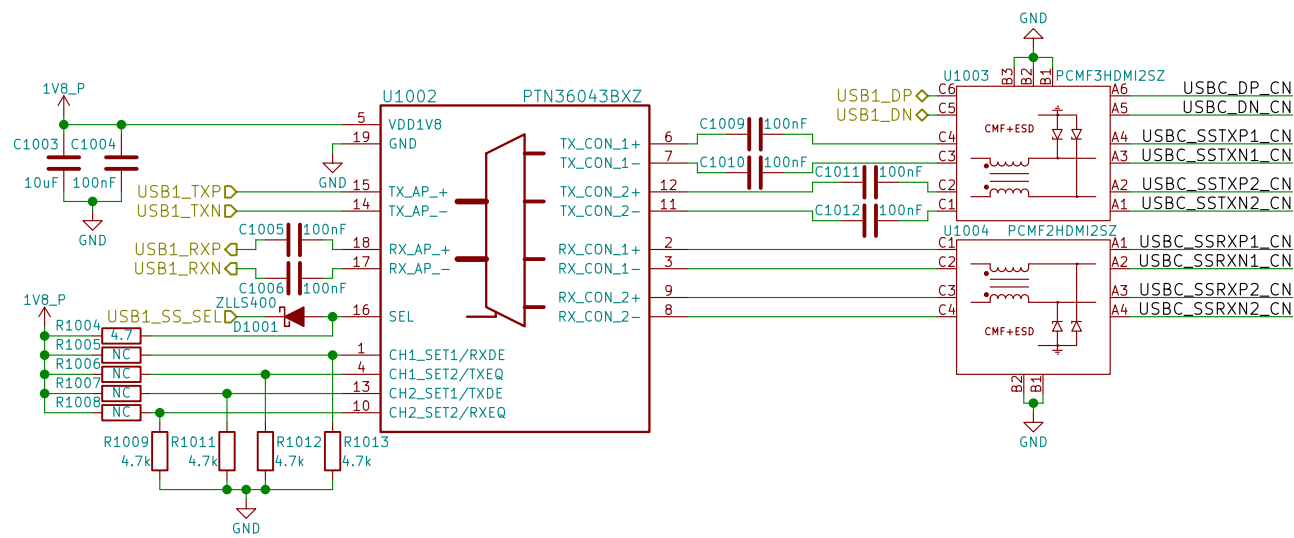 GND
U1003 PCMF3HDMI2SZ
B3 B2 B1
1V8_P
U1002 PTN36043BXZ
USB1_DP C6 A6 USBC_DP_CN
USB1_DN C5 A5 USBC_DN_CN
CMF+ESD
C1003 C1004
10uF 100nF
GND
5 VDD1V8
19 GND
GND
TX_CON_1+ 6 C1009 100nF C4 A4 USBC_SSTXP1_CN
TX_CON_1- 7 C1010 100nF C3 A3 USBC_SSTXN1_CN
USB1_TXP 15 TX_AP_+ TX_CON_2+ 12 C1011 100nF C2 A2 USBC_SSTXP2_CN
USB1_TXN 14 TX_AP_- TX_CON_2- 11 C1012 100nF C1 A1 USBC_SSTXN2_CN
U1004 PCMF2HDMI2SZ
USB1_RXP C1005 100nF 18 RX_AP_+ RX_CON_1+ 2 C1 A1 USBC_SSRXP1_CN
USB1_RXN C1006 100nF 17 RX_AP_- RX_CON_1- 3 C2 A2 USBC_SSRXN1_CN
RX_CON_2+ 9 C3 A3 USBC_SSRXP2_CN
1V8_P
ZLLS400
USB1_SS_SEL D1001 16 SEL RX_CON_2- 8 C4 A4 USBC_SSRXN2_CN
CMF+ESD
R1004 4.7
R1005 NC 1 CH1_SET1/RXDE
R1006 NC 4 CH1_SET2/TXEQ
R1007 NC 13 CH2_SET1/TXDE
R1008 NC 10 CH2_SET2/RXEQ
B2 B1
GND
R1009 R1011 R1012 R1013
4.7k 4.7k 4.7k 4.7k
GND